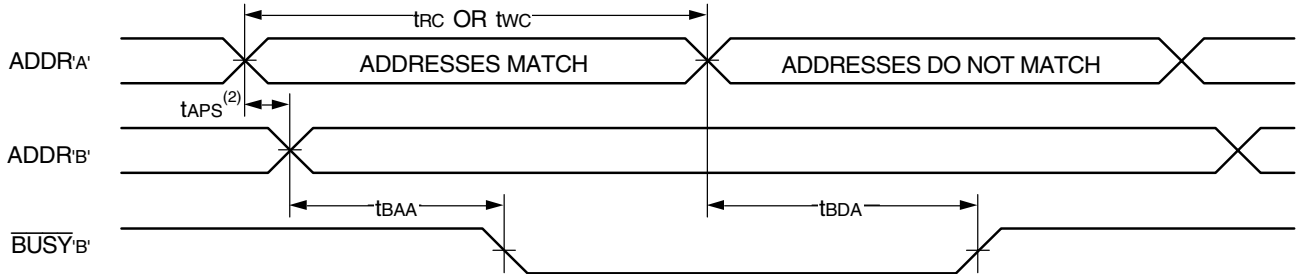 tRC OR tWC
ADDR'A'
ADDRESSES MATCH
ADDRESSES DO NOT MATCH
tAPS(2)
ADDR'B'
tBAA
tBDA
BUSY'B'